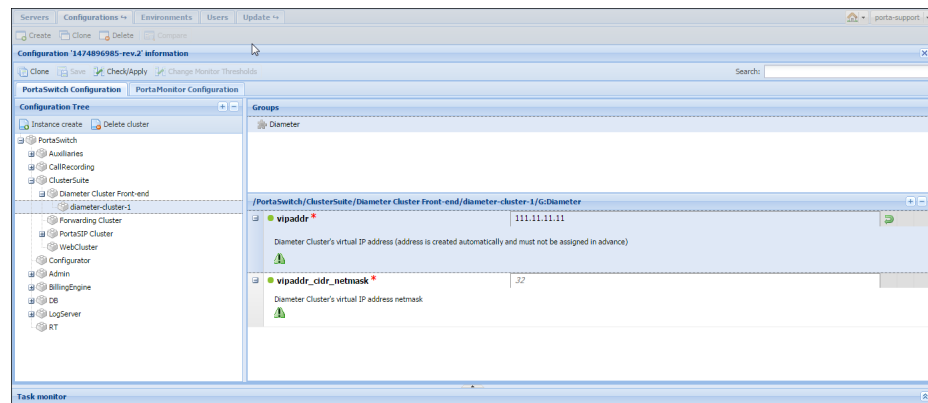 Servers Configurations Environments Users Update porta-support
Create Clone Delete Compare
Configuration '1474896985-rev.2' information
Clone Save Check/Apply Change Monitor Thresholds Search:
PortaSwitch Configuration PortaMonitor Configuration
Configuration Tree Groups
Instance create Delete cluster Diameter
PortaSwitch
Auxiliaries
CallRecording
ClusterSuite
Diameter Cluster Front-end
/PortaSwitch/ClusterSuite/Diameter Cluster Front-end/diameter-cluster-1/G:Diameter
diameter-cluster-1
vipaddr * 111.11.11.11
Forwarding Cluster
PortaSIP Cluster
Diameter Cluster's virtual IP address (address is created automatically and must not be assigned in advance)
WebCluster
Configurator
Admin
vipaddr_cidr_netmask * 32
BillingEngine
DB
Diameter Cluster's virtual IP address netmask
LogServer
RT
Task monitor